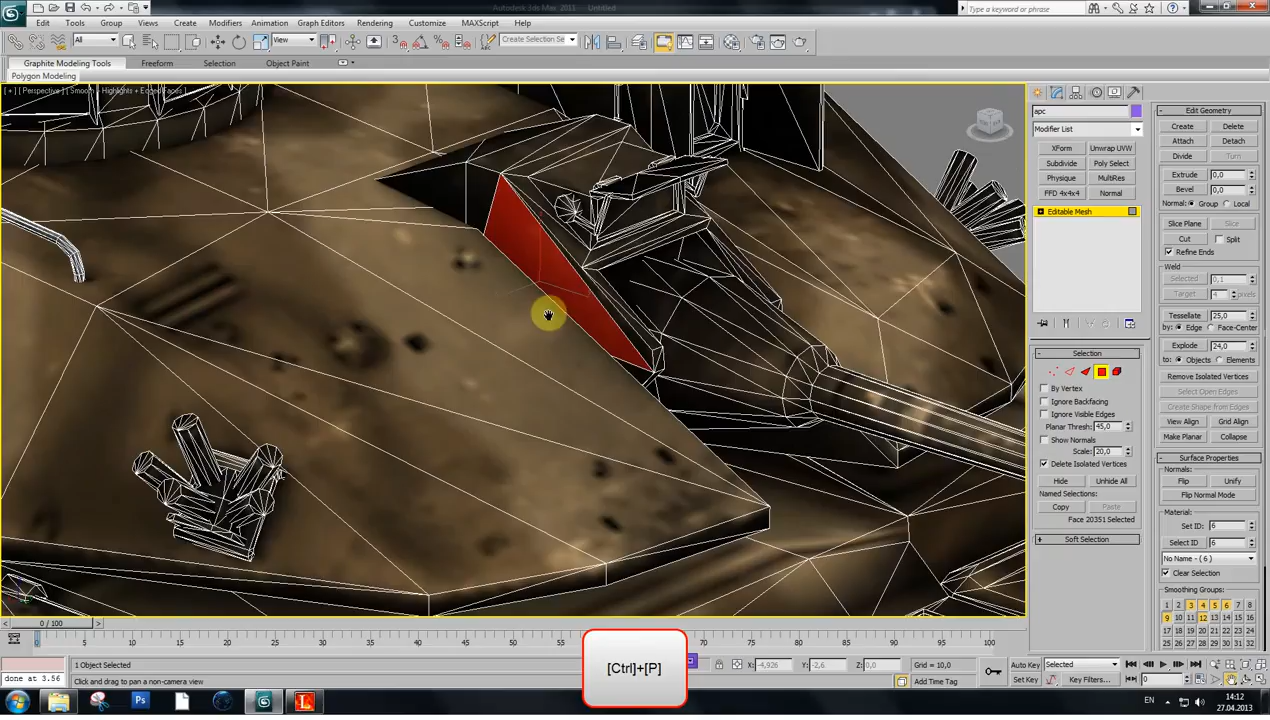 Autodesk 3ds Max 2011 Untitled
Type a keyword or phrase
Edit Tools Group Views Create Modifiers Animation Graph Editors Rendering Customize MAXScript Help
All View Create Selection Se
Graphite Modeling Tools Freeform Selection Object Paint
Polygon Modeling
[ + ] [ Perspective ] [ Smooth + Highlights + Edged Faces ]
apc
Modifier List
XForm Unwrap UVW
Subdivide Poly Select
Physique MultiRes
FFD 4x4x4 Normal
Editable Mesh
Selection
By Vertex
Ignore Backfacing
Ignore Visible Edges
Planar Thresh: 45,0
Show Normals
Scale: 20,0
Delete Isolated Vertices
Hide Unhide All
Named Selections:
Copy Paste
Face 20351 Selected
Soft Selection
Edit Geometry
Create Delete
Attach Detach
Divide Turn
Extrude 0,0
Bevel 0,0
Normal: Group Local
Slice Plane Slice
Cut Split
Refine Ends
Weld
Selected 0,1
Target 4 pixels
Tessellate 25,0
by: Edge Face-Center
Explode 24,0
to: Objects Elements
Remove Isolated Vertices
Select Open Edges
Create Shape from Edges
View Align Grid Align
Make Planar Collapse
Surface Properties
Normals:
Flip Unify
Flip Normal Mode
Material:
Set ID: 6
Select ID 6
No Name - ( 6 )
Clear Selection
Smoothing Groups:
1 2 3 4 5 6 7 8
9 10 11 12 13 14 15 16
17 18 19 20 21 22 23 24
25 26 27 28 29 30 31 32
0 / 100
0 5 10 15 20 25 30 35 40 45 50 55 70 75 80 85 90 95 100
[Ctrl]+[P]
done at 3.56
1 Object Selected
Click and drag to pan a non-camera view
X: -4,926 Y: -2,6 Z: 0,0 Grid = 10,0
Add Time Tag
Auto Key Selected
Set Key Key Filters...
0
Ps
L
EN 14:12
27.04.2013